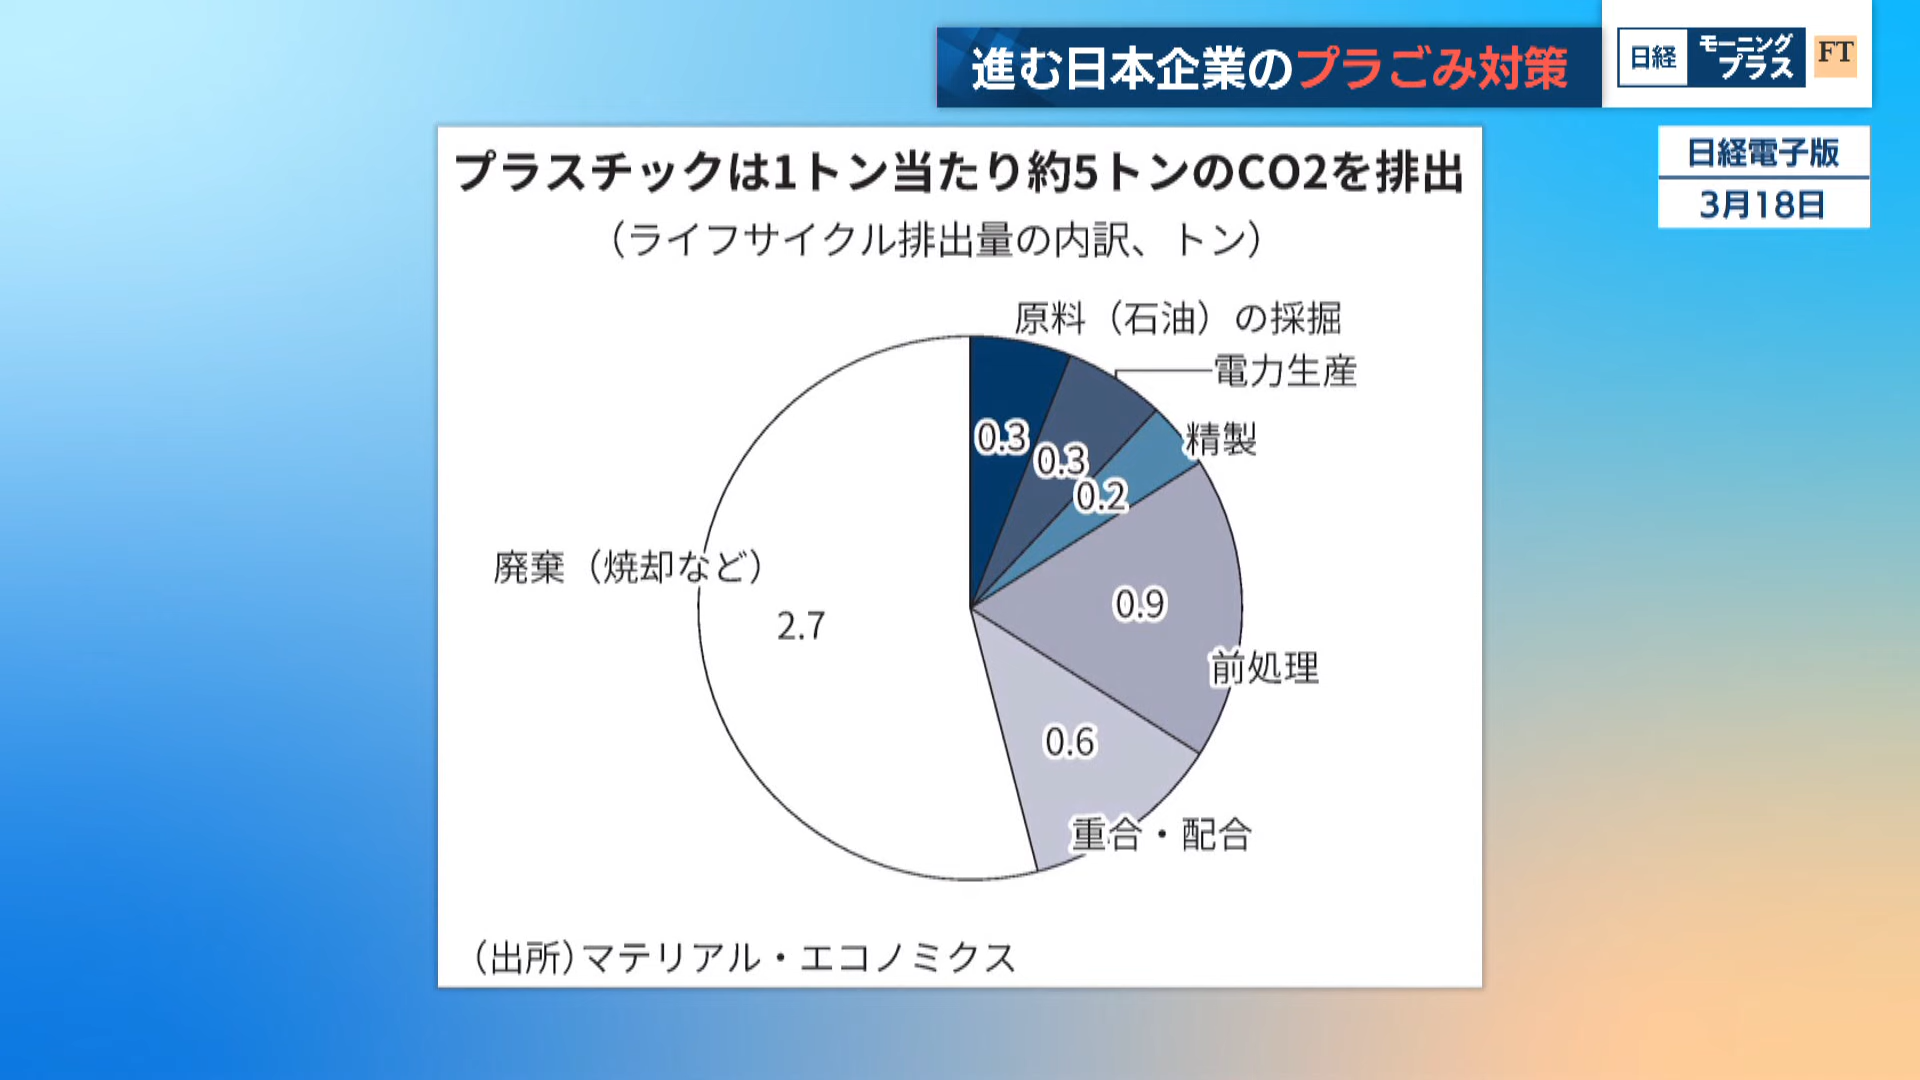 進む日本企業のプラごみ対策
日経
モーニング
プラス
FT
日経電子版
3月18日
プラスチックは1トン当たり約5トンのCO2を排出
（ライフサイクル排出量の内訳、トン）
原料（石油）の採掘
電力生産
精製
0.3
0.3
0.2
廃棄（焼却など）
2.7
0.9
前処理
0.6
重合・配合
（出所）マテリアル・エコノミクス